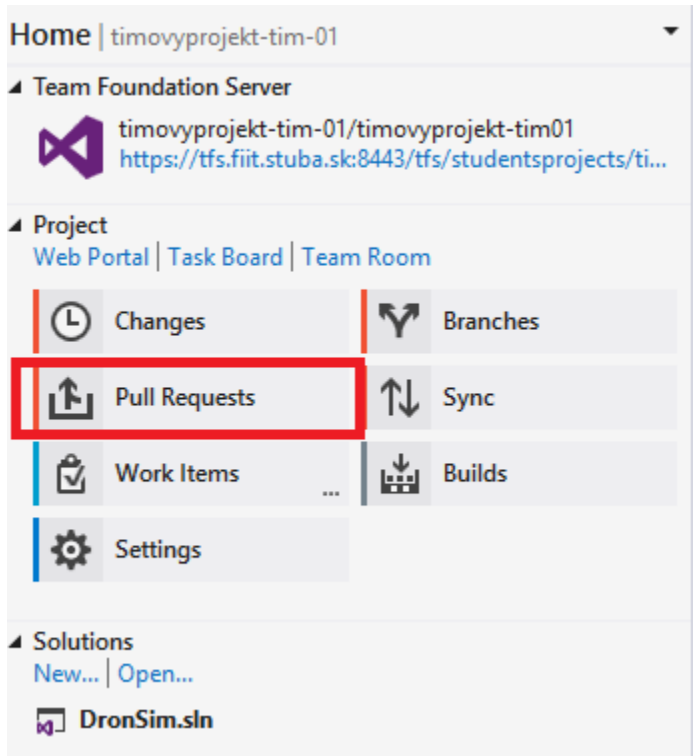 Home | timovyprojekt-tim-01
Team Foundation Server
timovyprojekt-tim-01/timovyprojekt-tim01
https://tfs.fiit.stuba.sk:8443/tfs/studentsprojects/ti...
Project
Web Portal | Task Board | Team Room
Changes
Branches
Pull Requests
Sync
Work Items
...
Builds
Settings
Solutions
New... | Open...
DronSim.sln